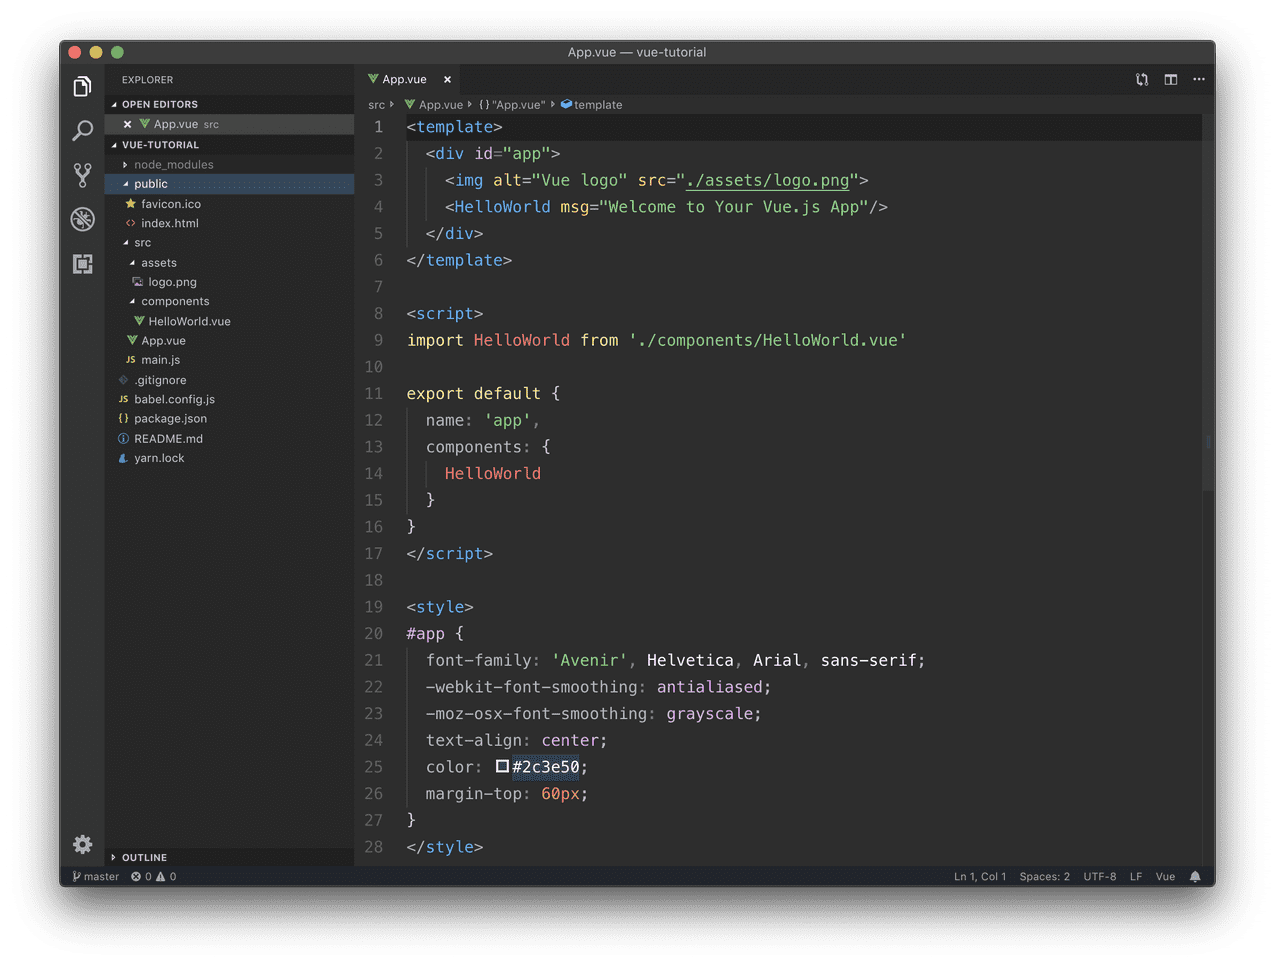 App.vue — vue-tutorial
EXPLORER
OPEN EDITORS
App.vue src
VUE-TUTORIAL
node_modules
public
favicon.ico
index.html
src
assets
logo.png
components
HelloWorld.vue
App.vue
JS main.js
.gitignore
JS babel.config.js
{} package.json
README.md
yarn.lock
OUTLINE
App.vue
src App.vue {} "App.vue" template
1 <template>
2 <div id="app">
3 <img alt="Vue logo" src="./assets/logo.png">
4 <HelloWorld msg="Welcome to Your Vue.js App"/>
5 </div>
6 </template>
7
8 <script>
9 import HelloWorld from './components/HelloWorld.vue'
10
11 export default {
12 name: 'app',
13 components: {
14 HelloWorld
15 }
16 }
17 </script>
18
19 <style>
20 #app {
21 font-family: 'Avenir', Helvetica, Arial, sans-serif;
22 -webkit-font-smoothing: antialiased;
23 -moz-osx-font-smoothing: grayscale;
24 text-align: center;
25 color: #2c3e50;
26 margin-top: 60px;
27 }
28 </style>
master 0 0 Ln 1, Col 1 Spaces: 2 UTF-8 LF Vue